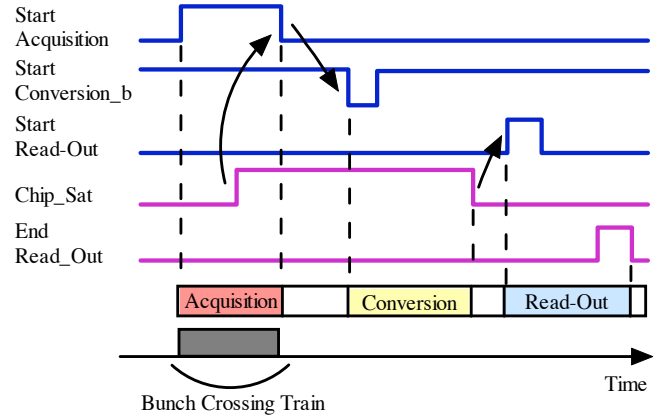 Start
Acquisition
Start
Conversion_b
Start
Read-Out
Chip_Sat
End
Read_Out
Acquisition
Conversion
Read-Out
Time
Bunch Crossing Train